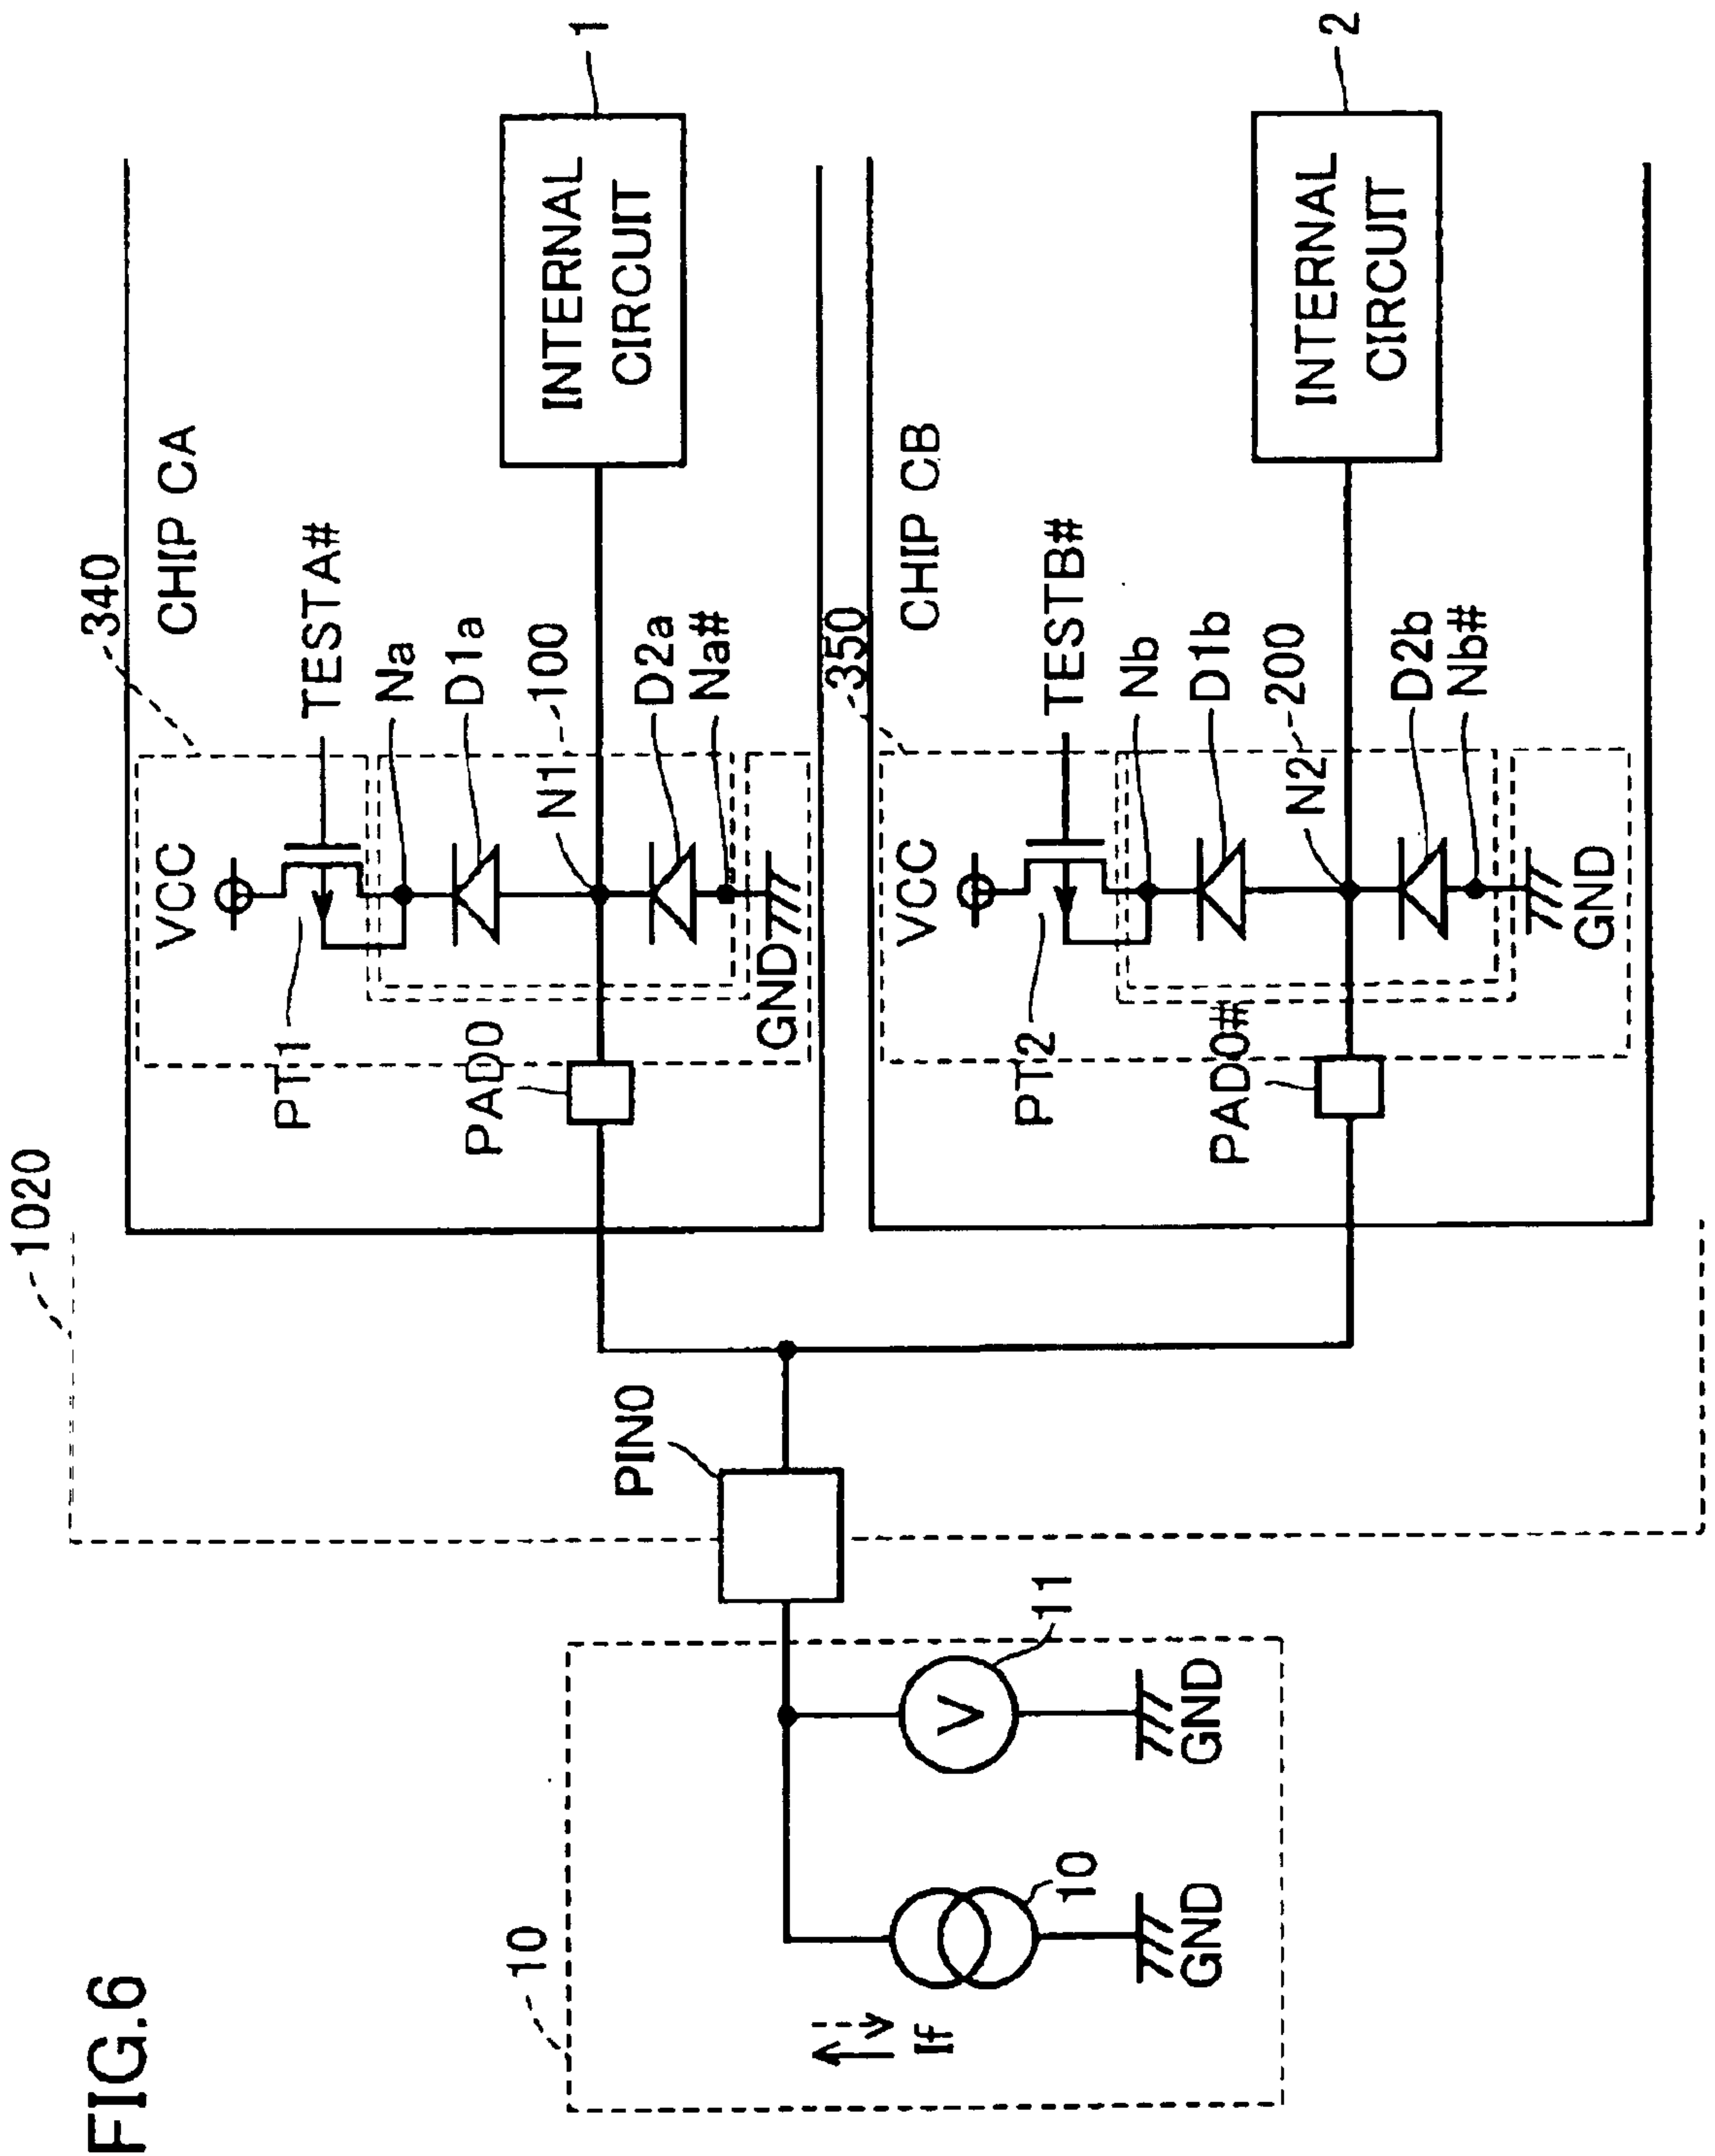 FIG.6
1020
340
CHIP CA
VCC
TESTA#
PT1
Na
D1a
PAD0
N1
100
INTERNAL
CIRCUIT
1
D2a
Na#
GND
350
CHIP CB
VCC
TESTB#
PT2
Nb
D1b
PAD0#
N2
200
INTERNAL
CIRCUIT
2
D2b
Nb#
GND
PIN0
10
If
10
GND
V
11
GND